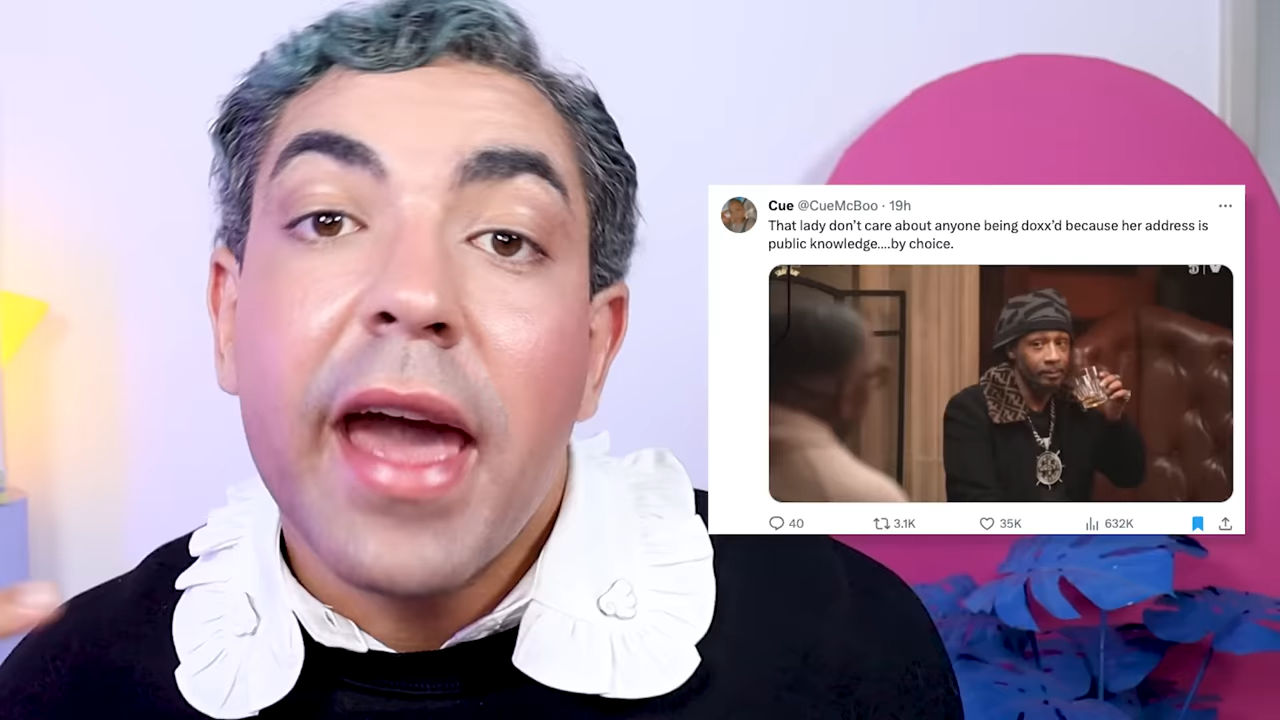 Cue @CueMcBoo · 19h
That lady don’t care about anyone being doxx’d because her address is
public knowledge....by choice.
40 3.1K 35K 632K